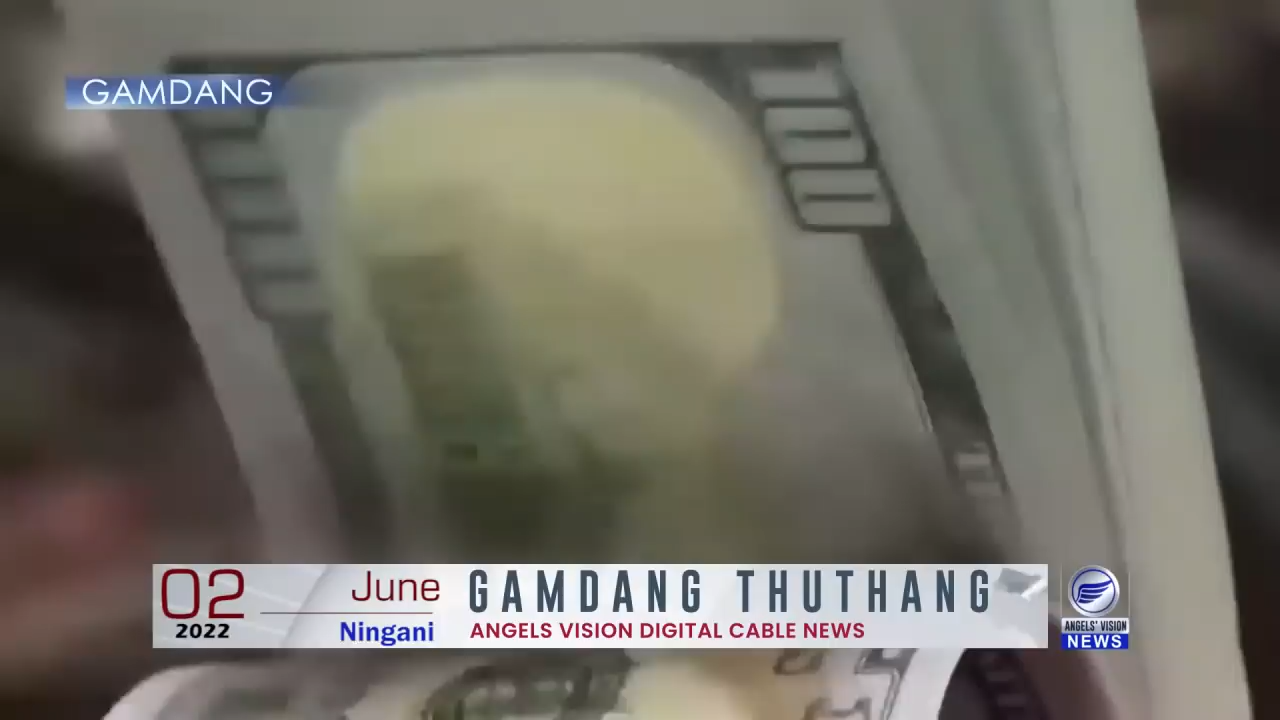 GAMDANG
02
2022
June
Ningani
GAMDANG THUTHANG
ANGELS VISION DIGITAL CABLE NEWS
ANGELS' VISION
NEWS